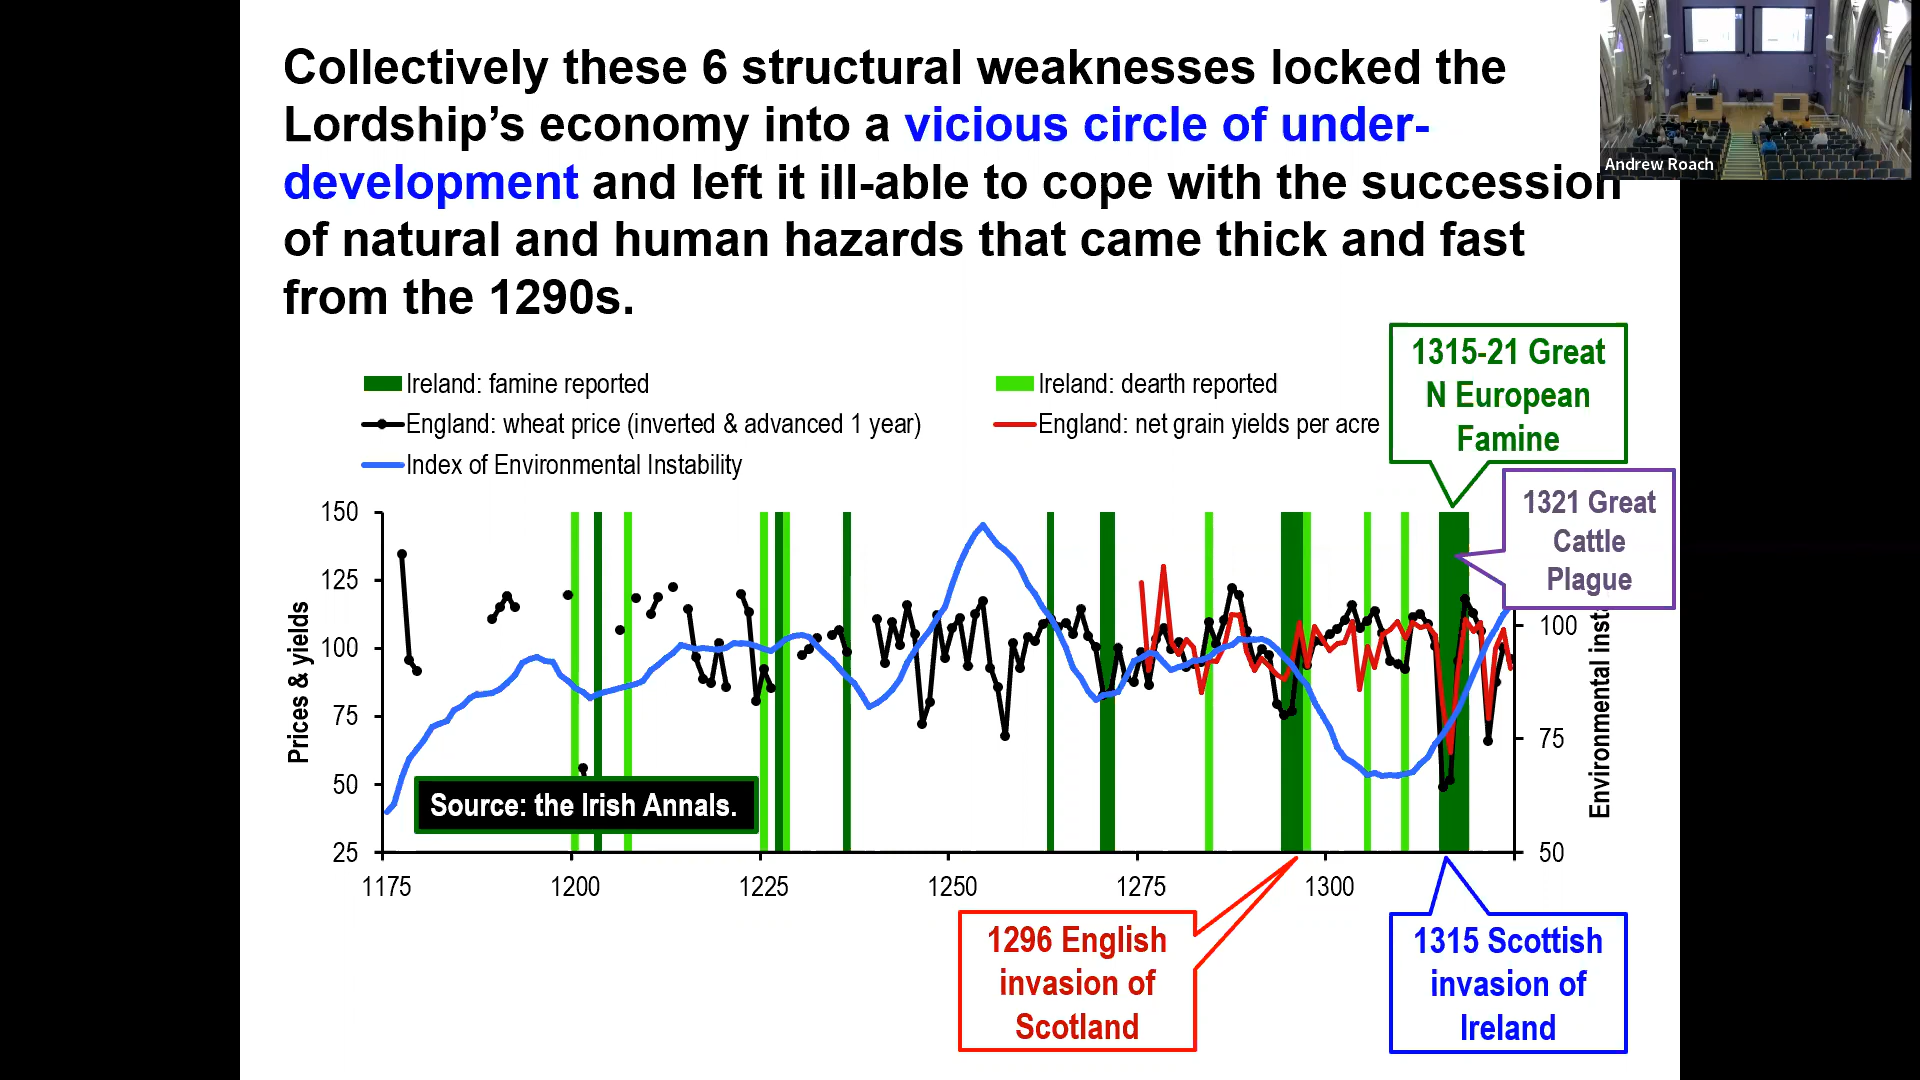 Collectively these 6 structural weaknesses locked the
Lordship's economy into a vicious circle of under-
development and left it ill-able to cope with the succession
of natural and human hazards that came thick and fast
from the 1290s.
Andrew Roach
Ireland: famine reported
Ireland: dearth reported
England: wheat price (inverted & advanced 1 year)
England: net grain yields per acre
Index of Environmental Instability
1315-21 Great
N European
Famine
1321 Great
Cattle
Plague
Prices & yields
150
125
100
75
50
25
Source: the Irish Annals.
1175
1200
1225
1250
1275
1300
100
75
50
Environmental
1296 English
invasion of
Scotland
1315 Scottish
invasion of
Ireland